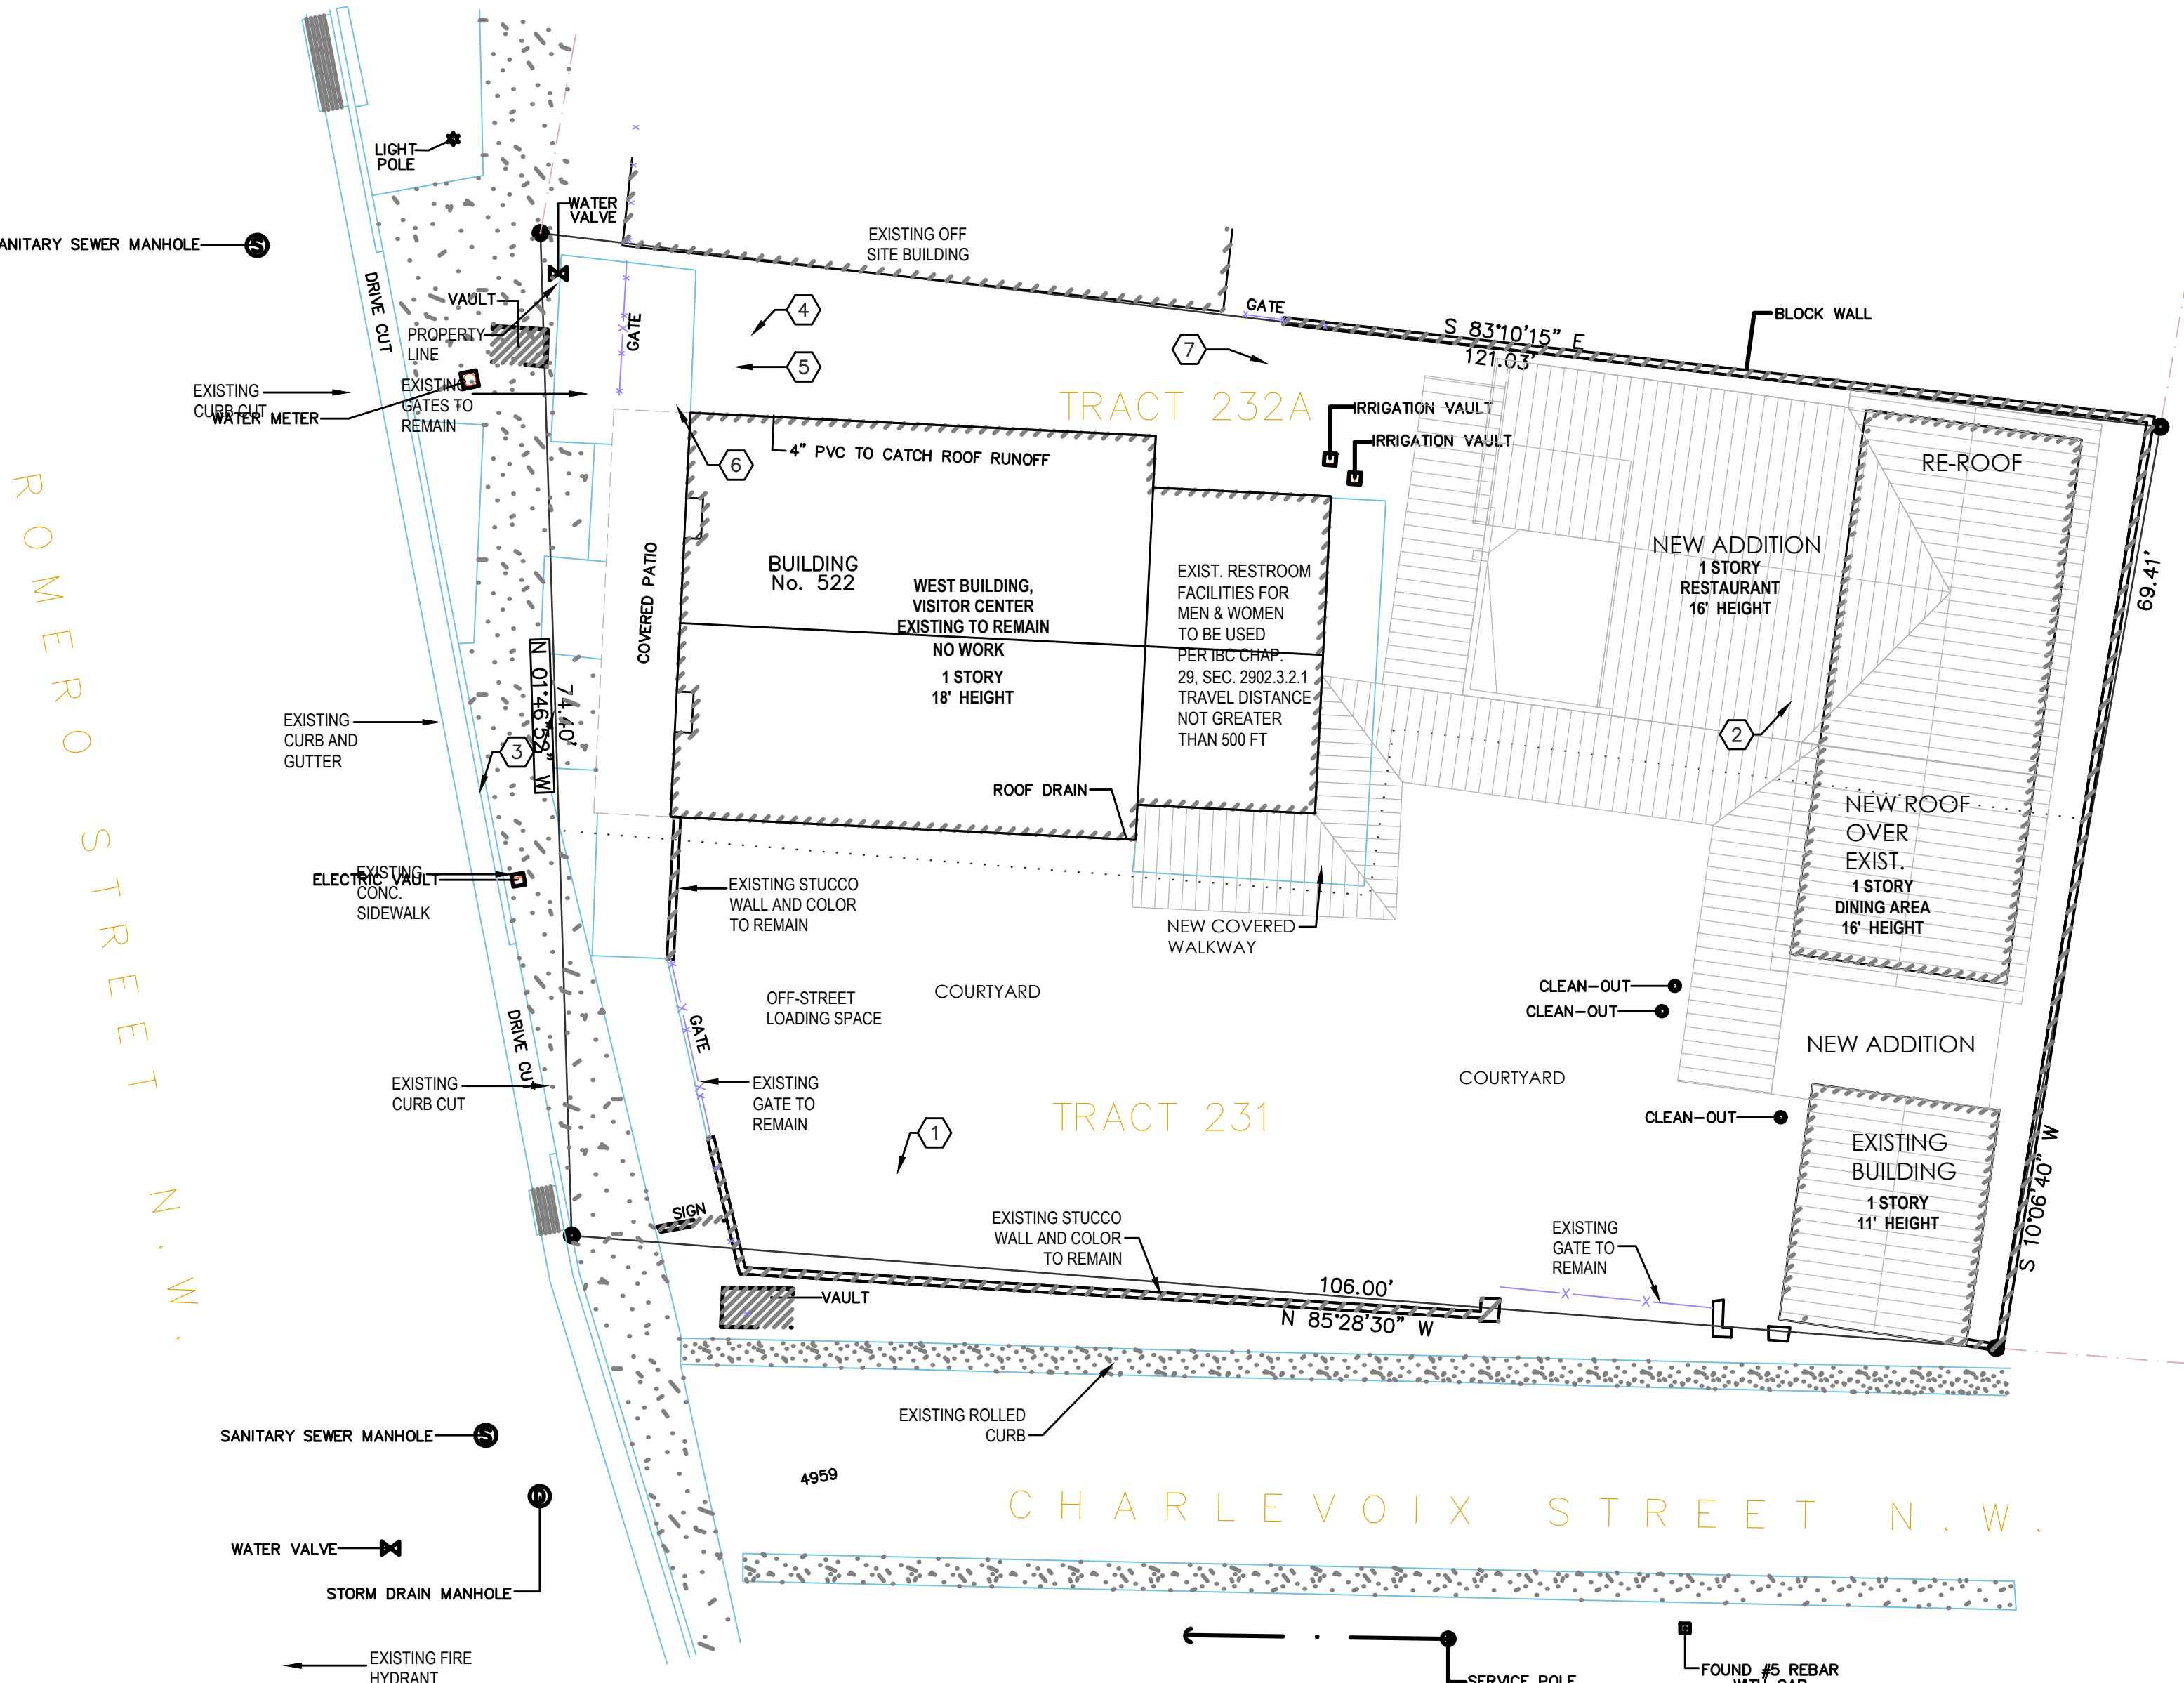 LIGHT
POLE
WATER
VALVE
SANITARY SEWER MANHOLE
EXISTING OFF
SITE BUILDING
DRIVE CUT
VAULT
PROPERTY
LINE
GATE
4
5
7
GATE
S 83°10'15" E
121.03'
BLOCK WALL
EXISTING
CURB CUT
WATER METER
EXISTING
GATES TO
REMAIN
TRACT 232A
IRRIGATION VAULT
IRRIGATION VAULT
6
4" PVC TO CATCH ROOF RUNOFF
RE-ROOF
ROMERO STREET N.W.
COVERED PATIO
BUILDING
No. 522
WEST BUILDING,
VISITOR CENTER
EXISTING TO REMAIN
NO WORK
1 STORY
18' HEIGHT
EXIST. RESTROOM
FACILITIES FOR
MEN & WOMEN
TO BE USED
PER IBC CHAP.
29, SEC. 2902.3.2.1
TRAVEL DISTANCE
NOT GREATER
THAN 500 FT
NEW ADDITION
1 STORY
RESTAURANT
16' HEIGHT
69.41'
N 01°46'52" W
74.40'
EXISTING
CURB AND
GUTTER
3
2
ROOF DRAIN
NEW ROOF
OVER
EXIST.
1 STORY
DINING AREA
16' HEIGHT
ELECTRIC VAULT
EXISTING
CONC.
SIDEWALK
EXISTING STUCCO
WALL AND COLOR
TO REMAIN
NEW COVERED
WALKWAY
OFF-STREET
LOADING SPACE
COURTYARD
CLEAN-OUT
CLEAN-OUT
GATE
DRIVE CUT
EXISTING
CURB CUT
EXISTING
GATE TO
REMAIN
NEW ADDITION
COURTYARD
TRACT 231
CLEAN-OUT
1
EXISTING
BUILDING
1 STORY
11' HEIGHT
S 10°06'40" W
SIGN
EXISTING STUCCO
WALL AND COLOR
TO REMAIN
EXISTING
GATE TO
REMAIN
VAULT
106.00'
N 85°28'30" W
EXISTING ROLLED
CURB
SANITARY SEWER MANHOLE
4959
CHARLEVOIX STREET N.W.
WATER VALVE
STORM DRAIN MANHOLE
EXISTING FIRE
HYDRANT
SERVICE POLE
FOUND #5 REBAR
WITH CAP